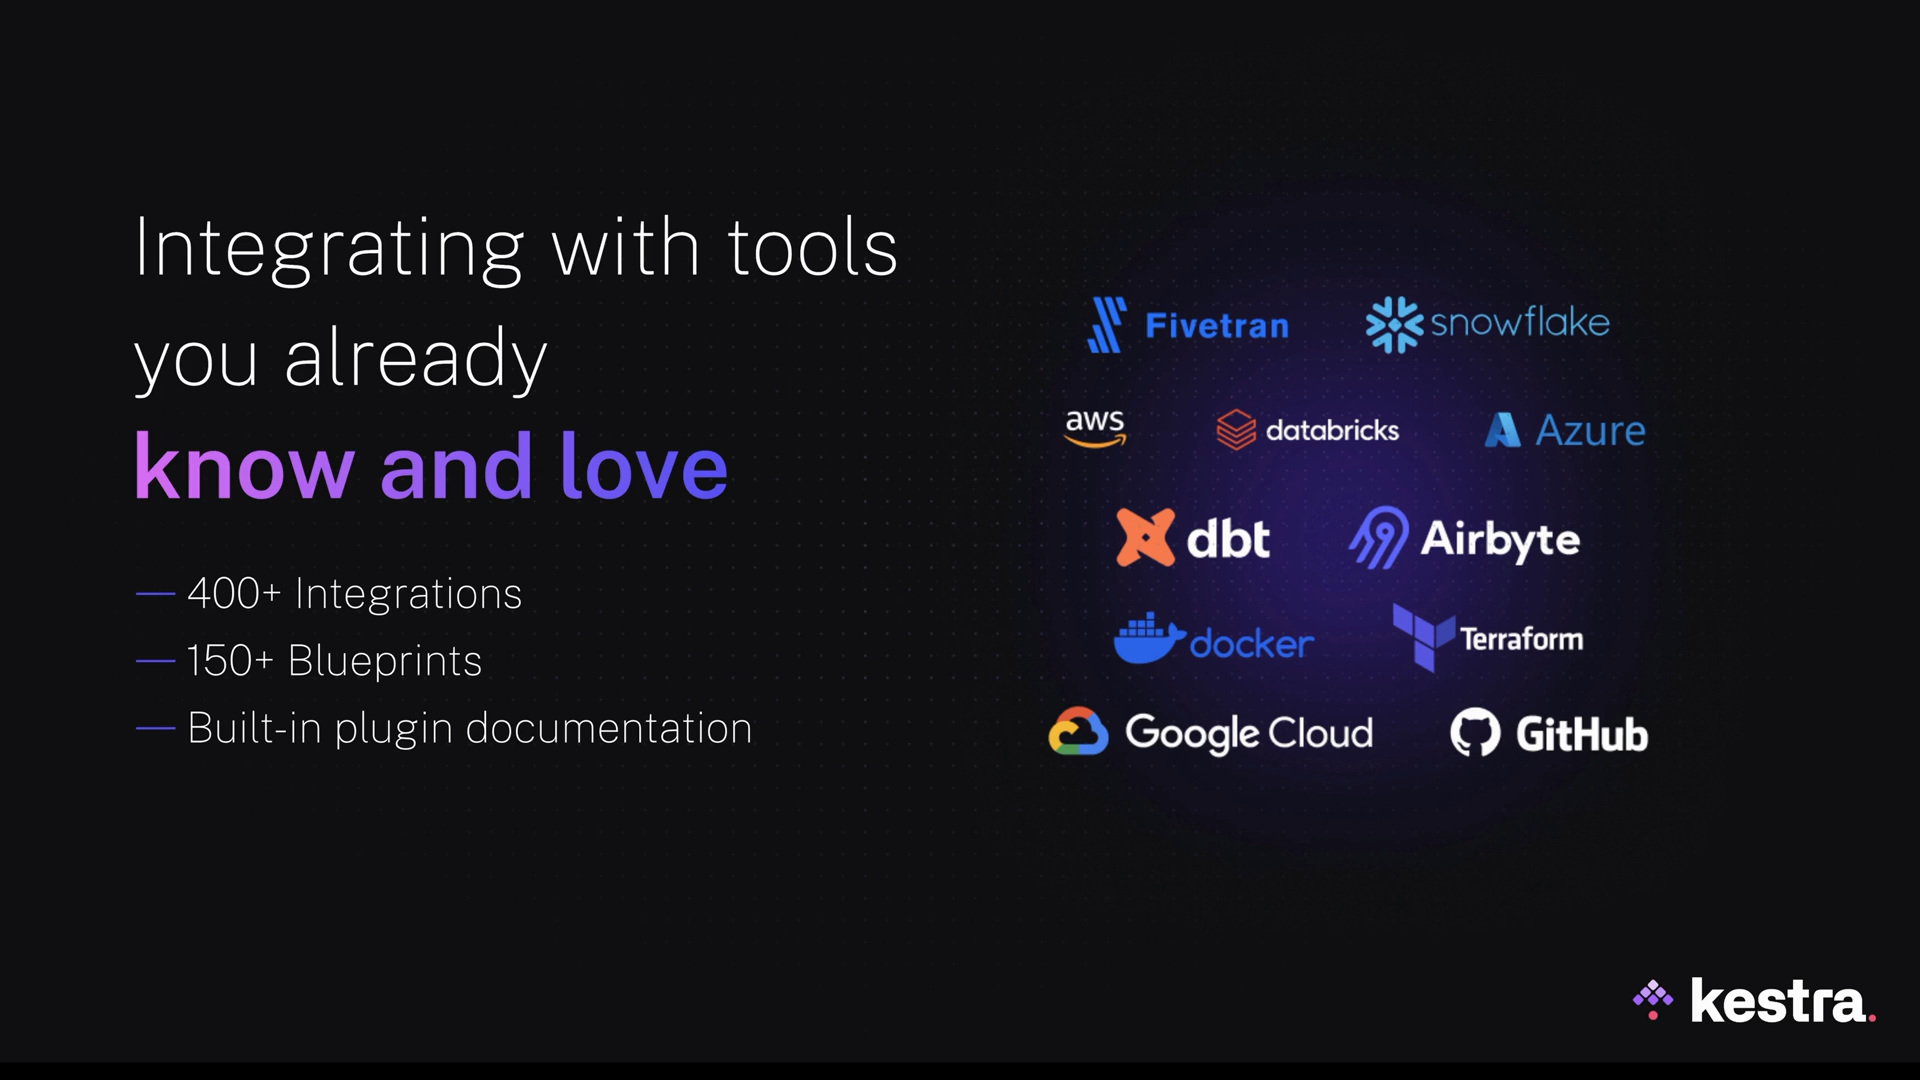 Integrating with tools
you already
know and love
— 400+ Integrations
— 150+ Blueprints
— Built-in plugin documentation
Fivetran
snowflake
aws
databricks
Azure
dbt
Airbyte
docker
Terraform
Google Cloud
GitHub
kestra.